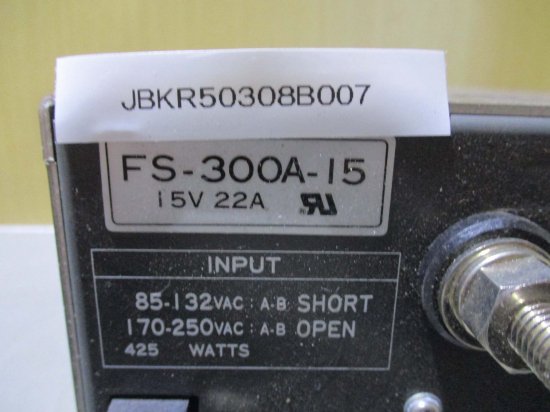 JBKR50308B007
FS-300A-15
15V 22A
INPUT
85-132VAC : A-B SHORT
170-250VAC : A-B OPEN
425 WATTS